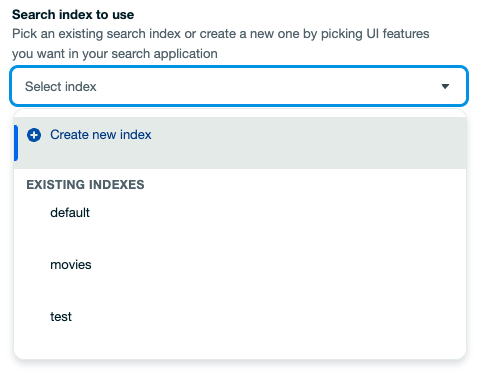 Search index to use
Pick an existing search index or create a new one by picking UI features
you want in your search application
Select index
Create new index
EXISTING INDEXES
default
movies
test